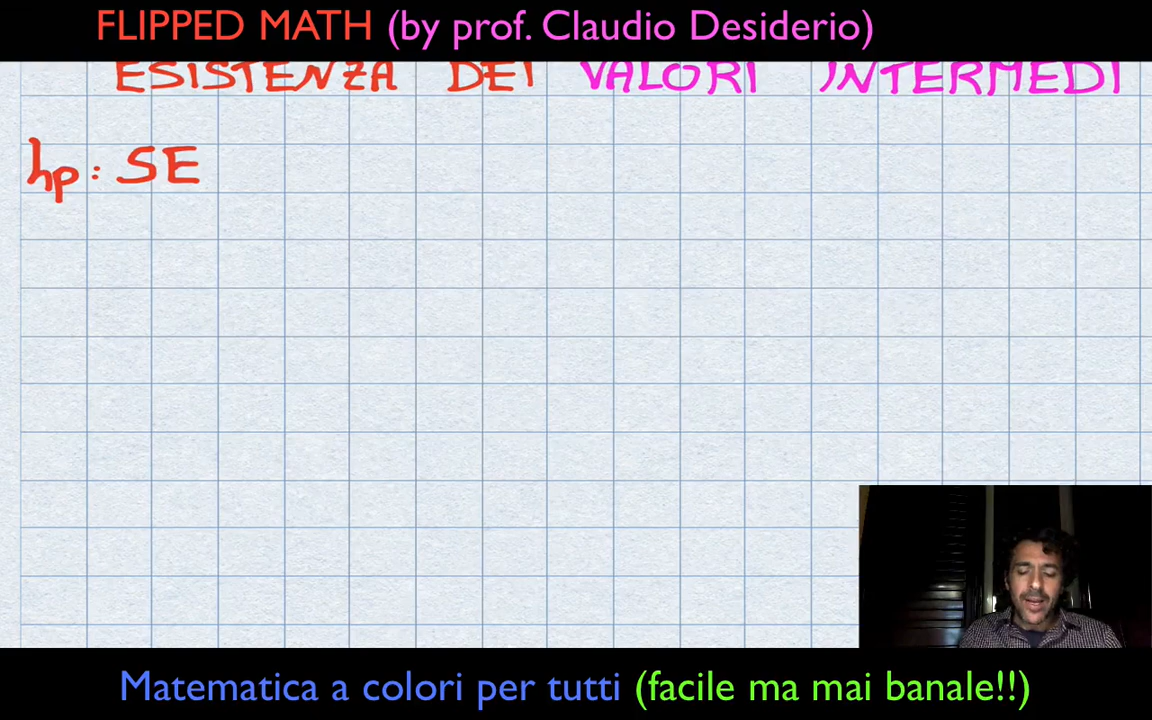 FLIPPED MATH (by prof. Claudio Desiderio)
ESISTENZA DEI VALORI INTERMEDI
hp: SE
Matematica a colori per tutti (facile ma mai banale!!)